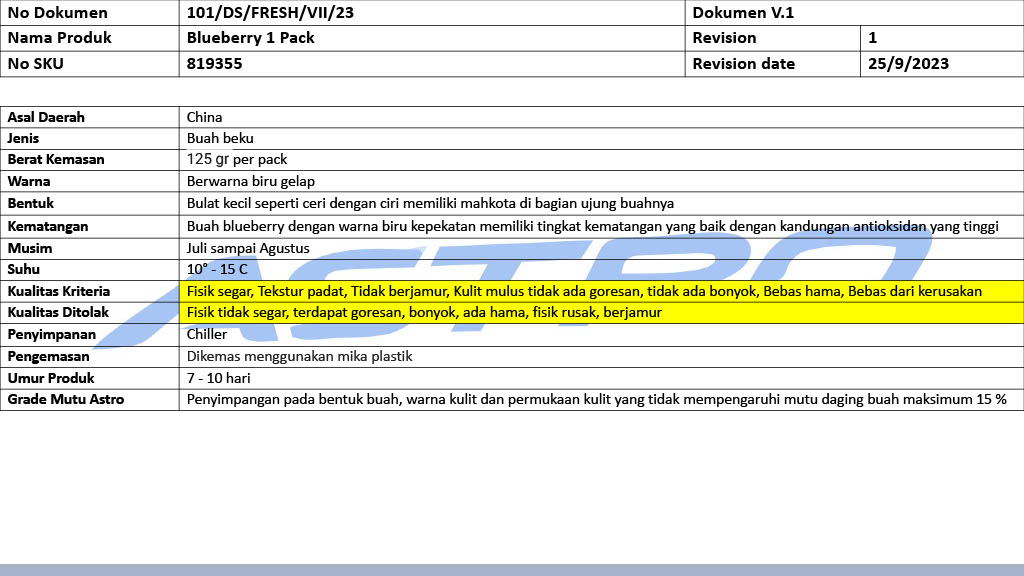 No Dokumen 101/DS/FRESH/VII/23 Dokumen V.1
Nama Produk Blueberry 1 Pack Revision 1
No SKU 819355 Revision date 25/9/2023
Asal Daerah China
Jenis Buah beku
Berat Kemasan 125 gr per pack
Warna Berwarna biru gelap
Bentuk Bulat kecil seperti ceri dengan ciri memiliki mahkota di bagian ujung buahnya
Kematangan Buah blueberry dengan warna biru kepekatan memiliki tingkat kematangan yang baik dengan kandungan antioksidan yang tinggi
Musim Juli sampai Agustus
Suhu 10° - 15 C
Kualitas Kriteria Fisik segar, Tekstur padat, Tidak berjamur, Kulit mulus tidak ada goresan, tidak ada bonyok, Bebas hama, Bebas dari kerusakan
Kualitas Ditolak Fisik tidak segar, terdapat goresan, bonyok, ada hama, fisik rusak, berjamur
Penyimpanan Chiller
Pengemasan Dikemas menggunakan mika plastik
Umur Produk 7 - 10 hari
Grade Mutu Astro Penyimpangan pada bentuk buah, warna kulit dan permukaan kulit yang tidak mempengaruhi mutu daging buah maksimum 15 %
ASTRO